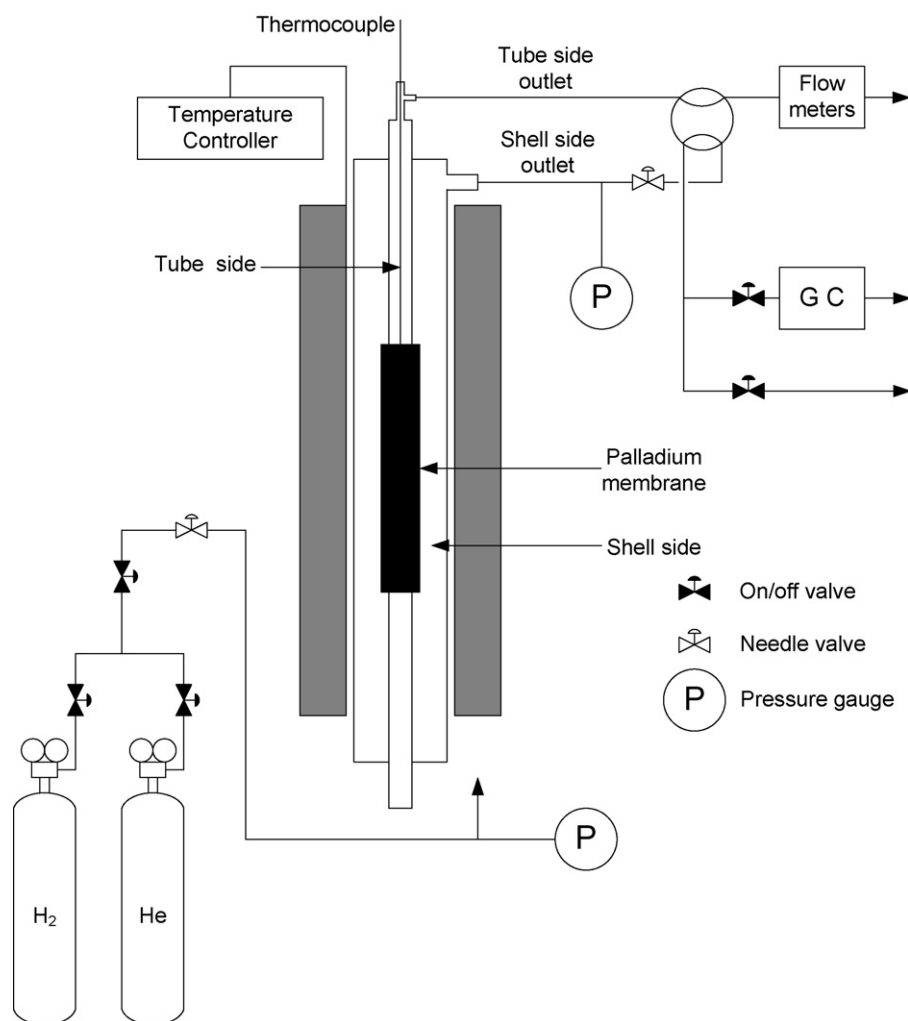 Thermocouple
Tube side
outlet
Flow
meters
Temperature
Controller
Shell side
outlet
Tube side
P
G C
Palladium
membrane
Shell side
On/off valve
Needle valve
P
Pressure gauge
P
H₂
He